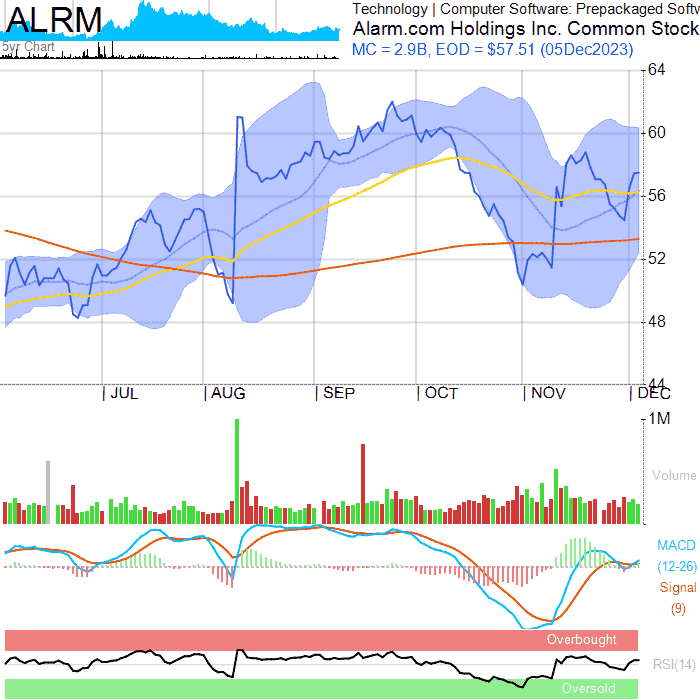 ALRM
5yr Chart
Technology | Computer Software: Prepackaged Softw
Alarm.com Holdings Inc. Common Stock
MC = 2.9B, EOD = $57.51 (05Dec2023)
64
60
56
52
48
44
| JUL | AUG | SEP | OCT | NOV | DEC
1M
Volume
MACD
(12-26)
Signal
(9)
Overbought
RSI(14)
Oversold